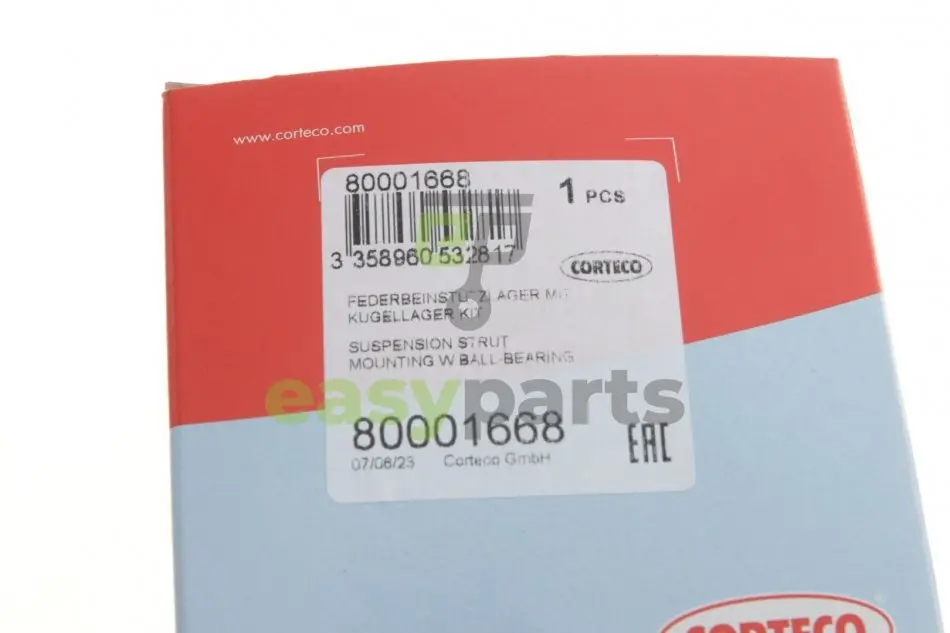 www.corteco.com
80001668
1 PCS
3 358960 532817
CORTECO
FEDERBEINSTÜTZLAGER MIT
KUGELLAGER KIT
SUSPENSION STRUT
MOUNTING W BALL-BEARING
easyparts
80001668
07/06/23 Corteco GmbH
EAC
CORTECO